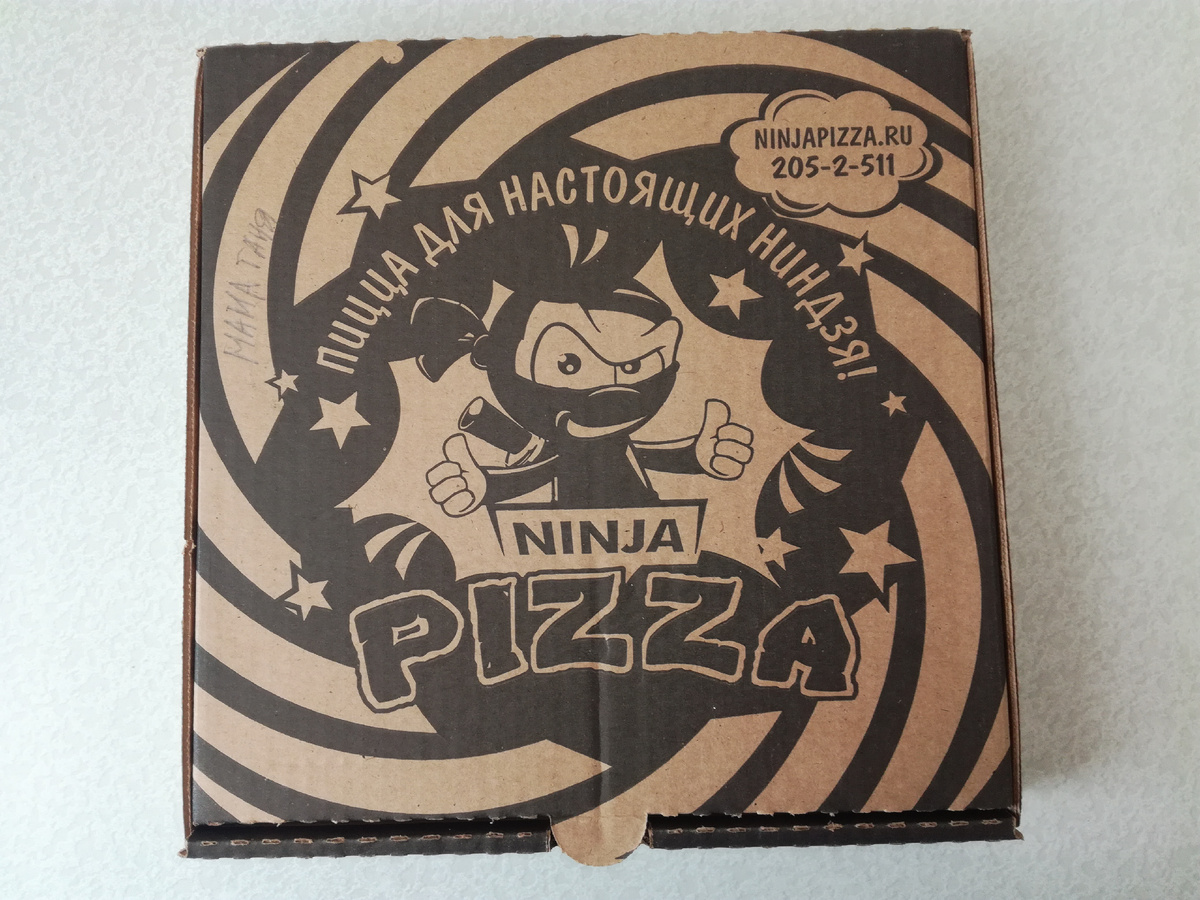 NINJAPIZZA.RU
205-2-511
ПИЦЦА ДЛЯ НАСТОЯЩИХ НИНДЗЯ!
NINJA
PIZZA